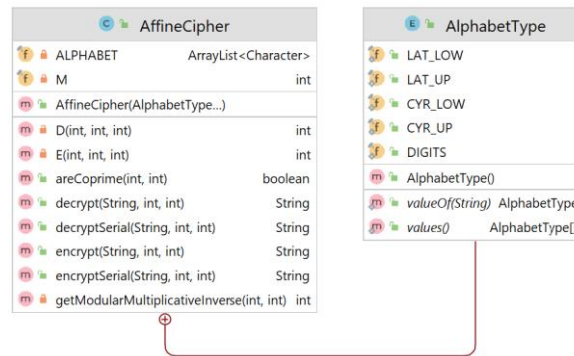 C AffineCipher
f ALPHABET ArrayList<Character>
f M int
m AffineCipher(AlphabetType...)
m D(int, int, int) int
m E(int, int, int) int
m areCoprime(int, int) boolean
m decrypt(String, int, int) String
m decryptSerial(String, int, int) String
m encrypt(String, int, int) String
m encryptSerial(String, int, int) String
m getModularMultiplicativeInverse(int, int) int
E AlphabetType
f LAT_LOW
f LAT_UP
f CYR_LOW
f CYR_UP
f DIGITS
m AlphabetType()
m valueOf(String) AlphabetType
m values() AlphabetType[]